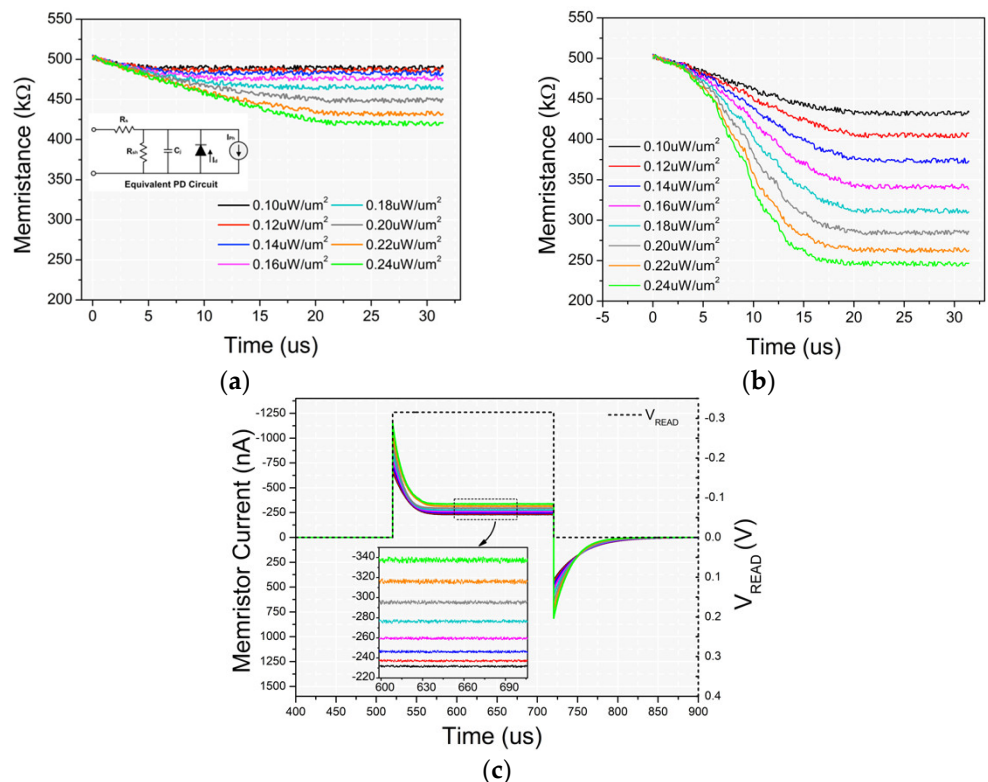 550
500
450
400
350
300
250
200
Memristance (kΩ)
Rs
Rsh
Cj
Id
IPh
Equivalent PD Circuit
0.10uW/um²
0.12uW/um²
0.14uW/um²
0.16uW/um²
0.18uW/um²
0.20uW/um²
0.22uW/um²
0.24uW/um²
0 5 10 15 20 25 30
Time (us)
(a)
550
500
450
400
350
300
250
200
Memristance (kΩ)
0.10uW/um²
0.12uW/um²
0.14uW/um²
0.16uW/um²
0.18uW/um²
0.20uW/um²
0.22uW/um²
0.24uW/um²
-5 0 5 10 15 20 25 30
Time (us)
(b)
-1250
-1000
-750
-500
-250
0
250
500
750
1000
1250
1500
Memristor Current (nA)
VREAD
-340
-320
-300
-280
-260
-240
-220
600 630 660 690
-0.3
-0.2
-0.1
0.0
0.1
0.2
0.3
0.4
VREAD (V)
400 450 500 550 600 650 700 750 800 850 900
Time (us)
(c)